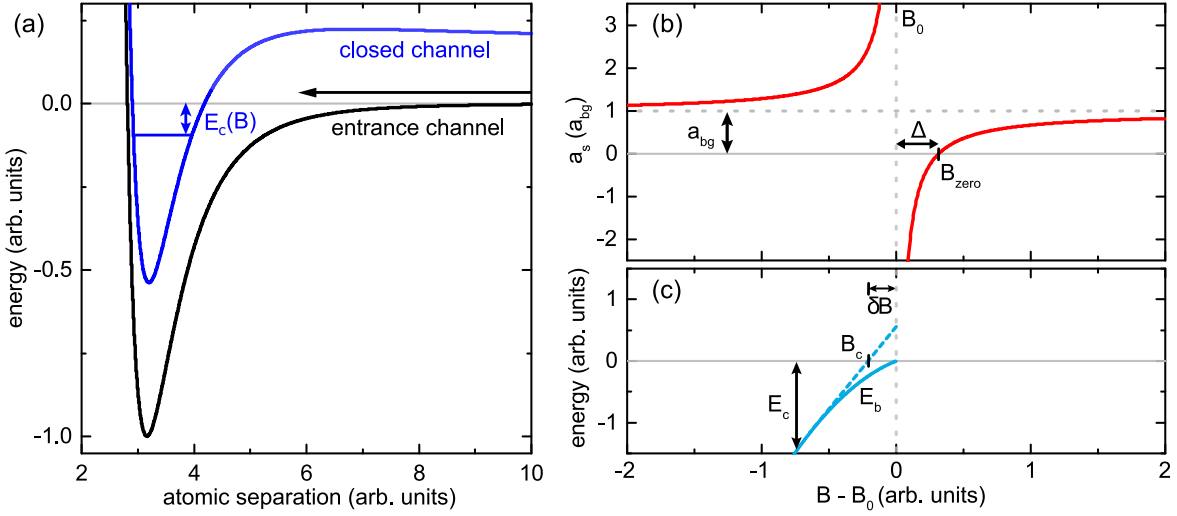 (a)
closed channel
E_c(B)
entrance channel
0.0
-0.5
-1.0
energy (arb. units)
2
4
6
8
10
atomic separation (arb. units)
(b)
B_0
3
2
1
0
-1
-2
a_s (a_bg)
a_bg
Δ
B_zero
(c)
δB
B_c
E_b
E_c
1
0
-1
energy (arb. units)
-2
-1
0
1
2
B - B_0 (arb. units)